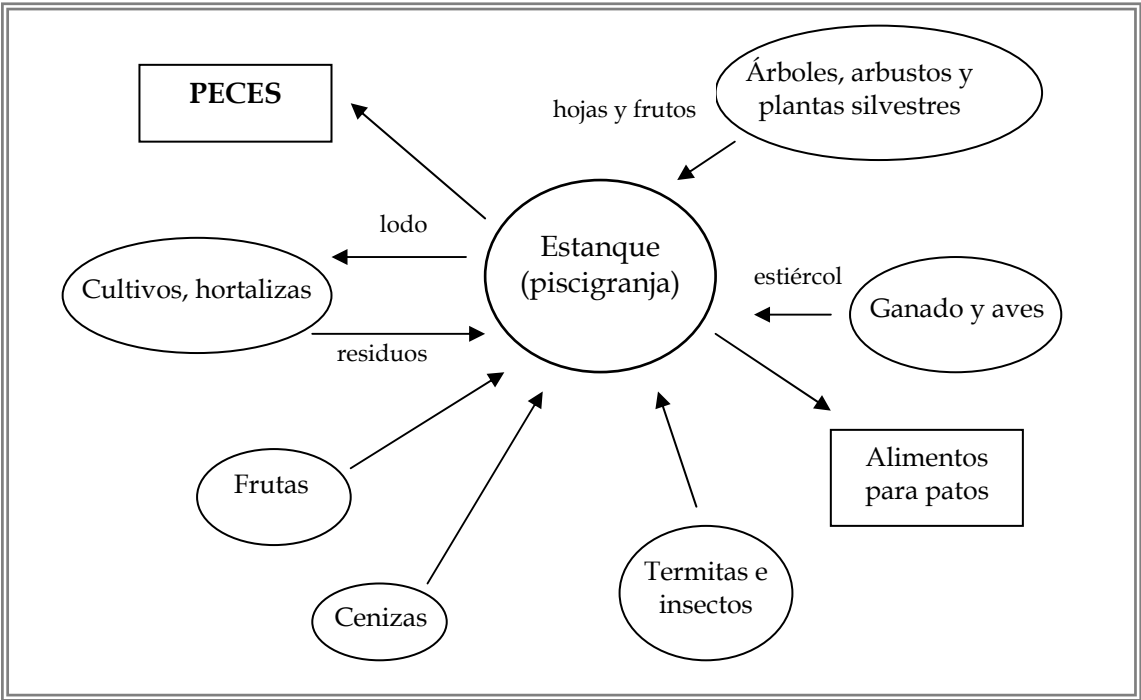 PECES
Árboles, arbustos y
plantas silvestres
hojas y frutos
lodo
Estanque
(piscigranja)
Cultivos, hortalizas
estiércol
Ganado y aves
residuos
Frutas
Alimentos
para patos
Termitas e
insectos
Cenizas